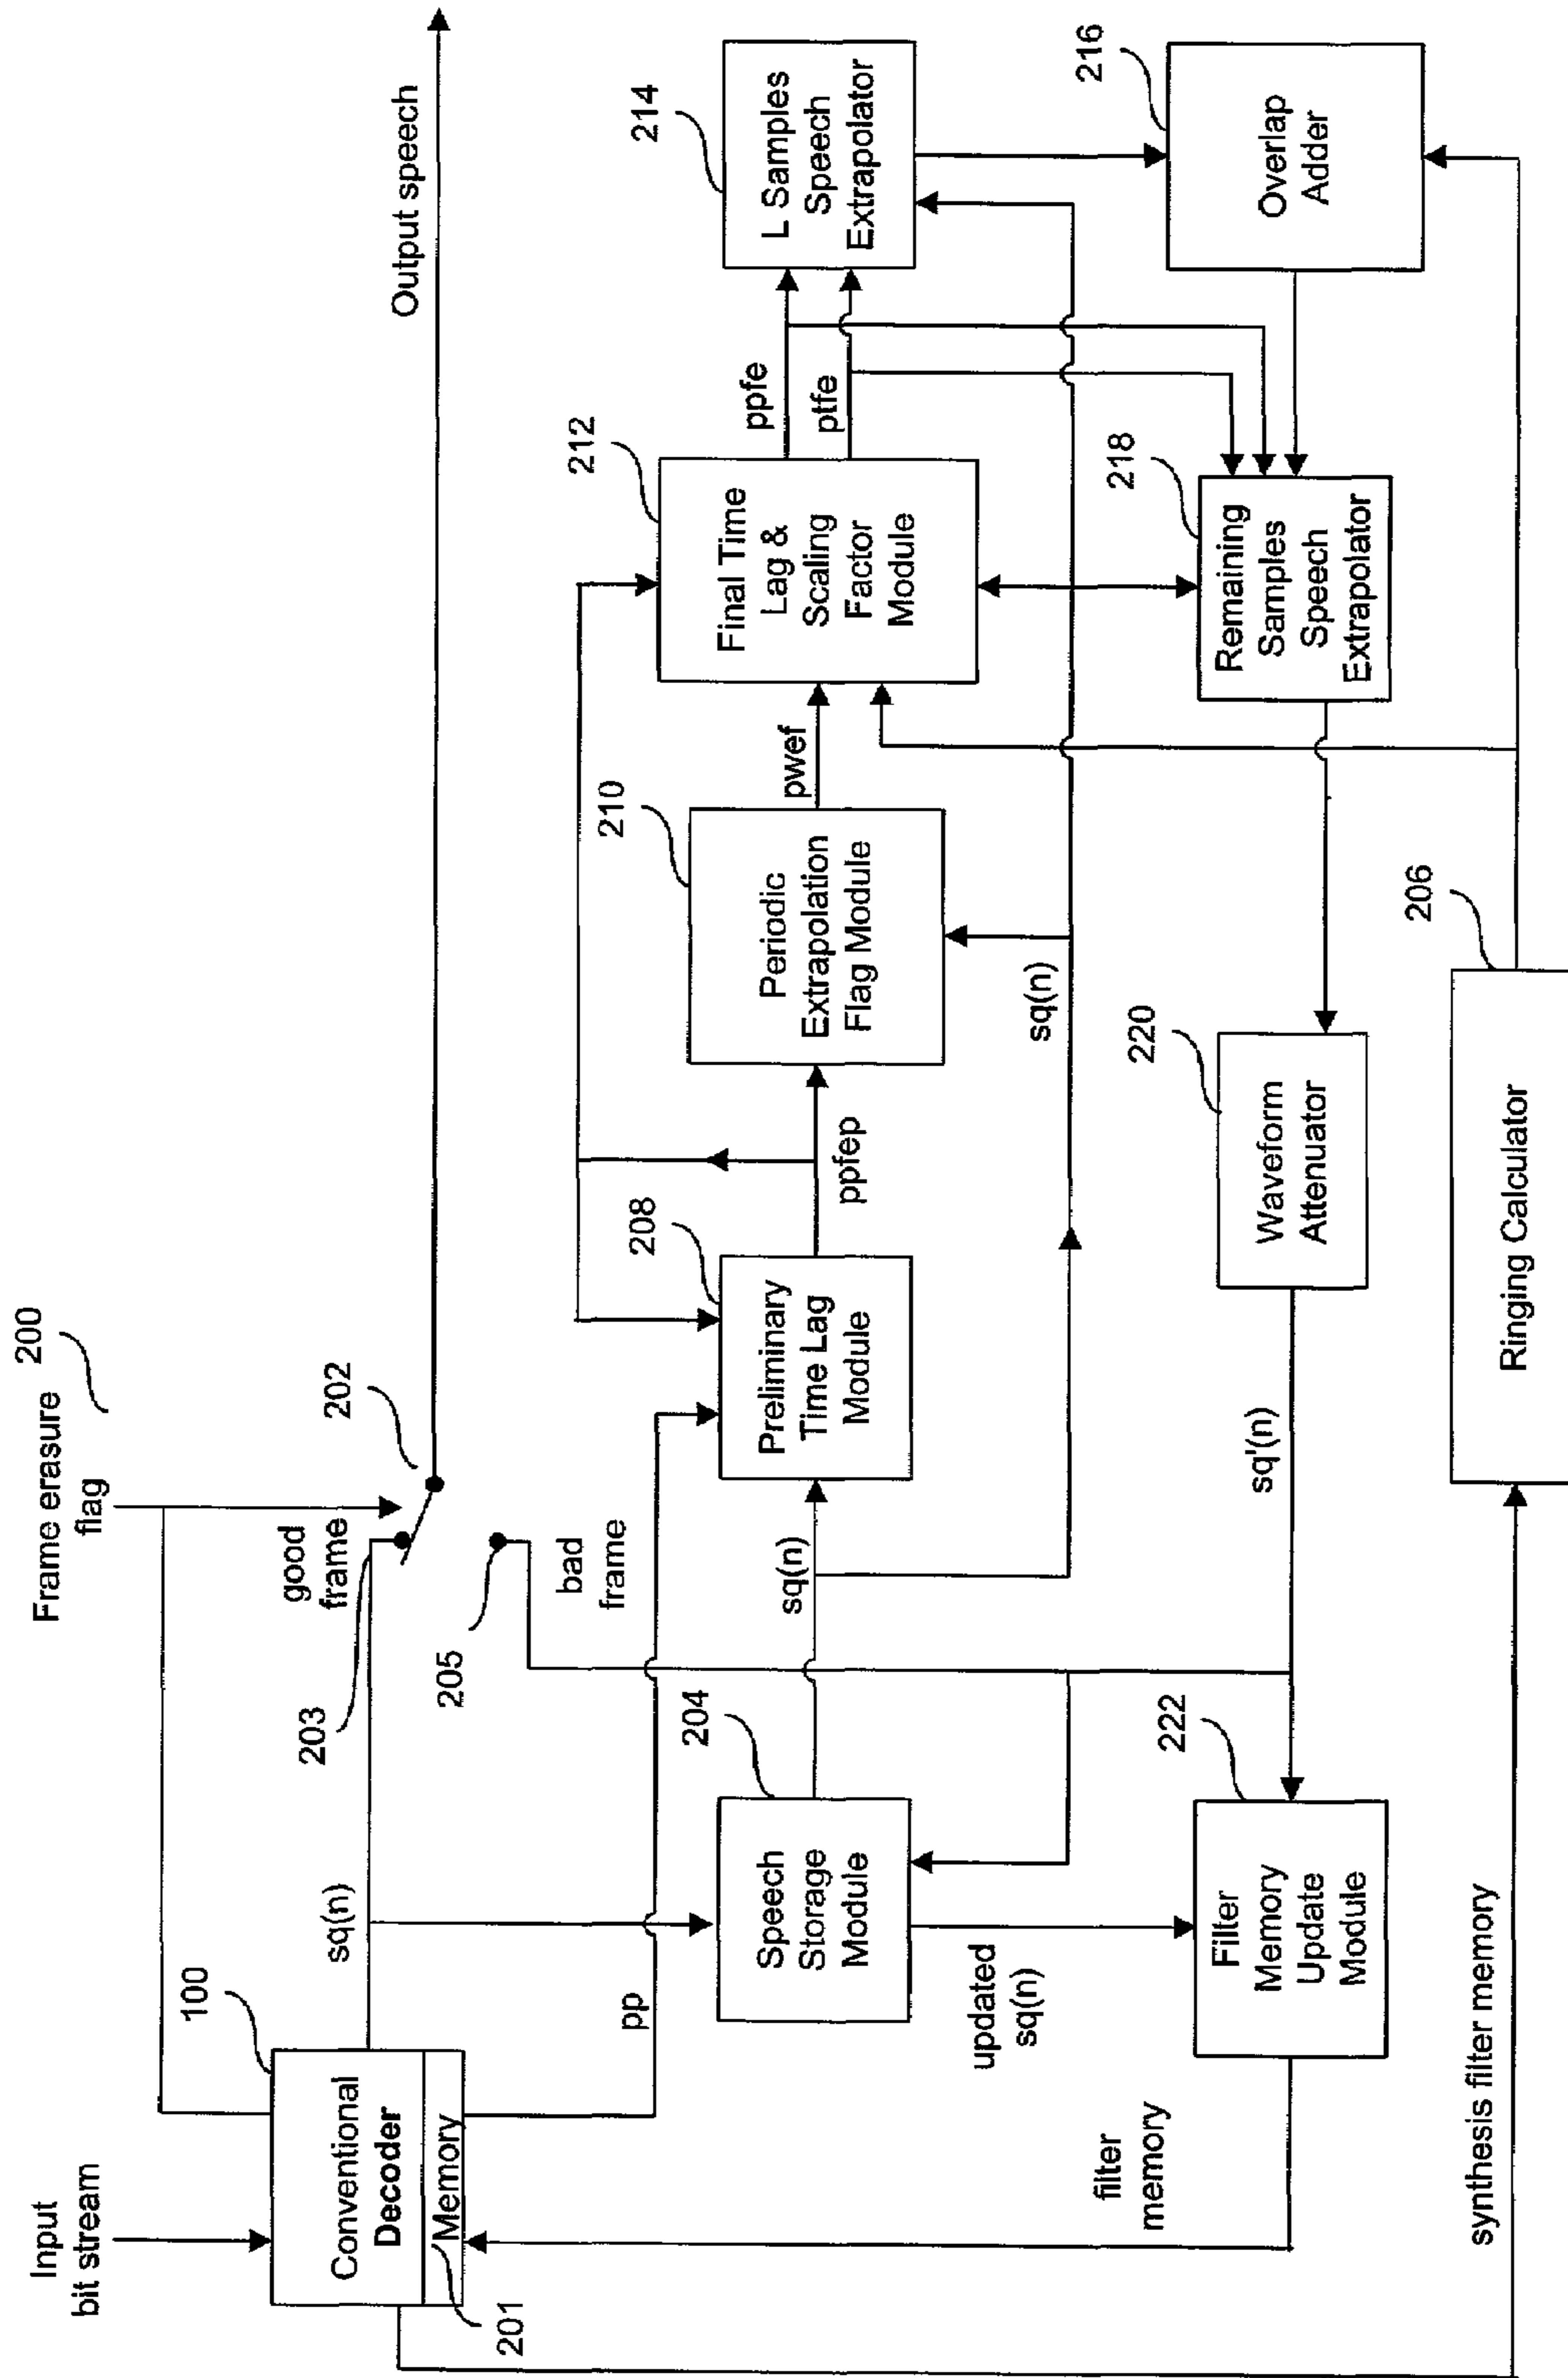 Frame erasure
flag
200
Input
bit stream
Output speech
202
good
frame
203
205
bad
frame
100
Conventional
Decoder
Memory
201
sq(n)
pp
204
Speech
Storage
Module
sq(n)
208
Preliminary
Time Lag
Module
ppfep
210
Periodic
Extrapolation
Flag Module
pwef
212
Final Time
Lag &
Scaling
Factor
Module
ppfe
ptfe
214
L Samples
Speech
Extrapolator
sq(n)
updated
sq(n)
filter
memory
222
Filter
Memory
Update
Module
sq'(n)
220
Waveform
Attenuator
218
Remaining
Samples
Speech
Extrapolator
216
Overlap
Adder
synthesis filter memory
206
Ringing Calculator